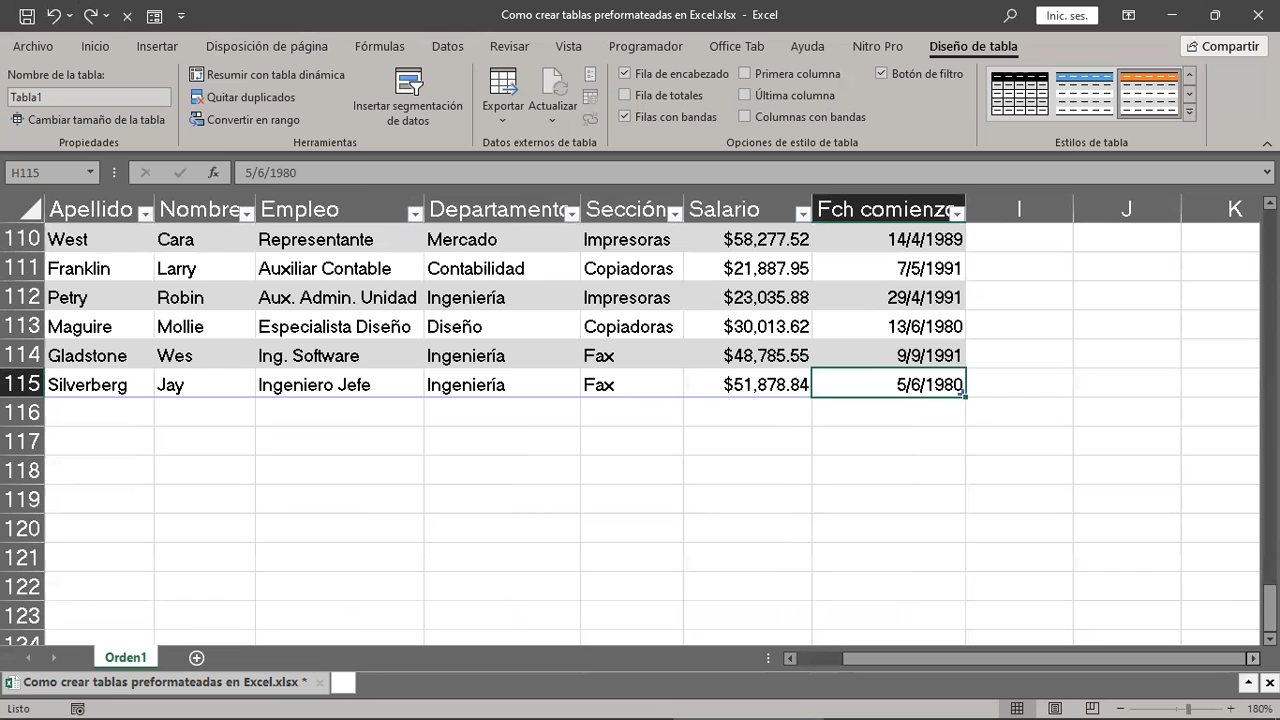 Como crear tablas preformateadas en Excel.xlsx - Excel
Inic. ses.
Archivo Inicio Insertar Disposición de página Fórmulas Datos Revisar Vista Programador Office Tab Ayuda Nitro Pro Diseño de tabla Compartir
Nombre de la tabla:
Tabla1
Cambiar tamaño de la tabla
Propiedades
Resumir con tabla dinámica
Quitar duplicados
Convertir en rango
Insertar segmentación
de datos
Herramientas
Exportar Actualizar
Datos externos de tabla
Fila de encabezado Primera columna Botón de filtro
Fila de totales Última columna
Filas con bandas Columnas con bandas
Opciones de estilo de tabla
Estilos de tabla
H115 fx 5/6/1980
Apellido Nombre Empleo Departamento Sección Salario Fch comienzo I J K
110 West Cara Representante Mercado Impresoras $58,277.52 14/4/1989
111 Franklin Larry Auxiliar Contable Contabilidad Copiadoras $21,887.95 7/5/1991
112 Petry Robin Aux. Admin. Unidad Ingeniería Impresoras $23,035.88 29/4/1991
113 Maguire Mollie Especialista Diseño Diseño Copiadoras $30,013.62 13/6/1980
114 Gladstone Wes Ing. Software Ingeniería Fax $48,785.55 9/9/1991
115 Silverberg Jay Ingeniero Jefe Ingeniería Fax $51,878.84 5/6/1980
116
117
118
119
120
121
122
123
124
Orden1
Como crear tablas preformateadas en Excel.xlsx *
Listo
180%